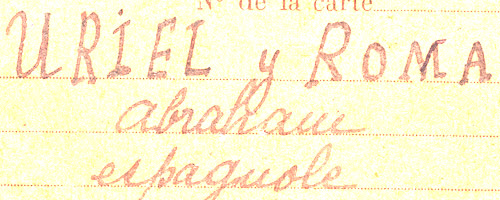 N° de la carte
URIEL y ROMA
abraham
espagnole